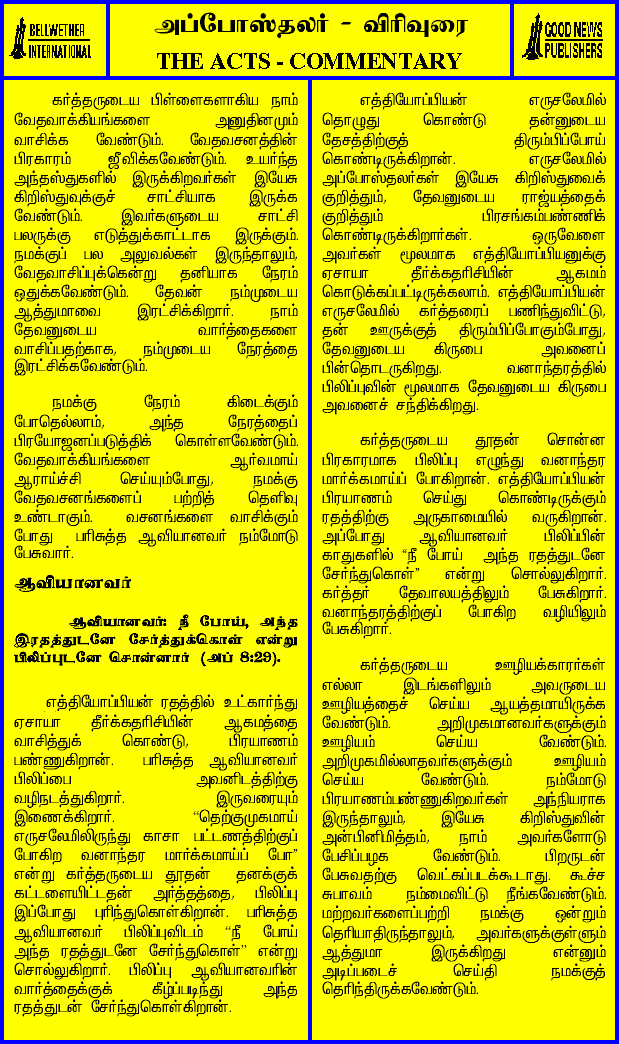 BELLWETHER
INTERNATIONAL
அப்போஸ்தலர் - விரிவுரை
THE ACTS - COMMENTARY
GOOD NEWS
PUBLISHERS
கர்த்தருடைய பிள்ளைகளாகிய நாம்
வேதவாக்கியங்களை அனுதினமும்
வாசிக்க வேண்டும். வேதவசனத்தின்
பிரகாரம் ஜீவிக்கவேண்டும். உயர்ந்த
அந்தஸ்துகளில் இருக்கிறவர்கள் இயேசு
கிறிஸ்துவுக்குச் சாட்சியாக இருக்க
வேண்டும். இவர்களுடைய சாட்சி
பலருக்கு எடுத்துக்காட்டாக இருக்கும்.
நமக்குப் பல அலுவல்கள் இருந்தாலும்,
வேதவாசிப்புக்கென்று தனியாக நேரம்
ஒதுக்கவேண்டும். தேவன் நம்முடைய
ஆத்துமாவை இரட்சிக்கிறார். நாம்
தேவனுடைய வார்த்தைகளை
வாசிப்பதற்காக, நம்முடைய நேரத்தை
இரட்சிக்கவேண்டும்.
நமக்கு நேரம் கிடைக்கும்
போதெல்லாம், அந்த நேரத்தைப்
பிரயோஜனப்படுத்திக் கொள்ளவேண்டும்.
வேதவாக்கியங்களை ஆர்வமாய்
ஆராய்ச்சி செய்யும்போது, நமக்கு
வேதவசனங்களைப் பற்றித் தெளிவு
உண்டாகும். வசனங்களை வாசிக்கும்
போது பரிசுத்த ஆவியானவர் நம்மோடு
பேசுவார்.
ஆவியானவர்
ஆவியானவர்: நீ போய், அந்த
இரதத்துடனே சேர்த்துக்கொள் என்று
பிலிப்புடனே சொன்னார் (அப் 8:29).
எத்தியோப்பியன் ரதத்தில் உட்கார்ந்து
ஏசாயா தீர்க்கதரிசியின் ஆகமத்தை
வாசித்துக் கொண்டு, பிரயாணம்
பண்ணுகிறான். பரிசுத்த ஆவியானவர்
பிலிப்பை அவனிடத்திற்கு
வழிநடத்துகிறார். இருவரையும்
இணைக்கிறார். “தெற்குமுகமாய்
எருசலேமிலிருந்து காசா பட்டணத்திற்குப்
போகிற வனாந்தர மார்க்கமாய்ப் போ”
என்று கர்த்தருடைய தூதன் தனக்குக்
கட்டளையிட்டதன் அர்த்தத்தை, பிலிப்பு
இப்போது புரிந்துகொள்கிறான். பரிசுத்த
ஆவியானவர் பிலிப்புவிடம் “நீ போய்
அந்த ரதத்துடனே சேர்ந்துகொள்” என்று
சொல்லுகிறார். பிலிப்பு ஆவியானவரின்
வார்த்தைக்குக் கீழ்ப்படிந்து அந்த
ரதத்துடன் சேர்ந்துகொள்கிறான்.
எத்தியோப்பியன் எருசலேமில்
தொழுது கொண்டு தன்னுடைய
தேசத்திற்குத் திரும்பிப்போய்
கொண்டிருக்கிறான். எருசலேமில்
அப்போஸ்தலர்கள் இயேசு கிறிஸ்துவைக்
குறித்தும், தேவனுடைய ராஜ்யத்தைக்
குறித்தும் பிரசங்கம்பண்ணிக்
கொண்டிருக்கிறார்கள். ஒருவேளை
அவர்கள் மூலமாக எத்தியோப்பியனுக்கு
ஏசாயா தீர்க்கதரிசியின் ஆகமம்
கொடுக்கப்பட்டிருக்கலாம். எத்தியோப்பியன்
எருசலேமில் கர்த்தரைப் பணிந்துவிட்டு,
தன் ஊருக்குத் திரும்பிப்போகும்போது,
தேவனுடைய கிருபை அவனைப்
பின்தொடருகிறது. வனாந்தரத்தில்
பிலிப்புவின் மூலமாக தேவனுடைய கிருபை
அவனைச் சந்திக்கிறது.
கர்த்தருடைய தூதன் சொன்ன
பிரகாரமாக பிலிப்பு எழுந்து வனாந்தர
மார்க்கமாய்ப் போகிறான். எத்தியோப்பியன்
பிரயாணம் செய்து கொண்டிருக்கும்
ரதத்திற்கு அருகாமையில் வருகிறான்.
அப்போது ஆவியானவர் பிலிப்பின்
காதுகளில் “நீ போய் அந்த ரதத்துடனே
சேர்ந்துகொள்” என்று சொல்லுகிறார்.
கர்த்தர் தேவாலயத்திலும் பேசுகிறார்.
வனாந்தரத்திற்குப் போகிற வழியிலும்
பேசுகிறார்.
கர்த்தருடைய ஊழியக்காரர்கள்
எல்லா இடங்களிலும் அவருடைய
ஊழியத்தைச் செய்ய ஆயத்தமாயிருக்க
வேண்டும். அறிமுகமானவர்களுக்கும்
ஊழியம் செய்ய வேண்டும்.
அறிமுகமில்லாதவர்களுக்கும் ஊழியம்
செய்ய வேண்டும். நம்மோடு
பிரயாணம்பண்ணுகிறவர்கள் அந்நியராக
இருந்தாலும், இயேசு கிறிஸ்துவின்
அன்பினிமித்தம், நாம் அவர்களோடு
பேசிப்பழக வேண்டும். பிறருடன்
பேசுவதற்கு வெட்கப்படக்கூடாது. கூச்ச
சுபாவம் நம்மைவிட்டு நீங்கவேண்டும்.
மற்றவர்களைப்பற்றி நமக்கு ஒன்றும்
தெரியாதிருந்தாலும், அவர்களுக்குள்ளும்
ஆத்துமா இருக்கிறது என்னும்
அடிப்படைச் செய்தி நமக்குத்
தெரிந்திருக்கவேண்டும்.